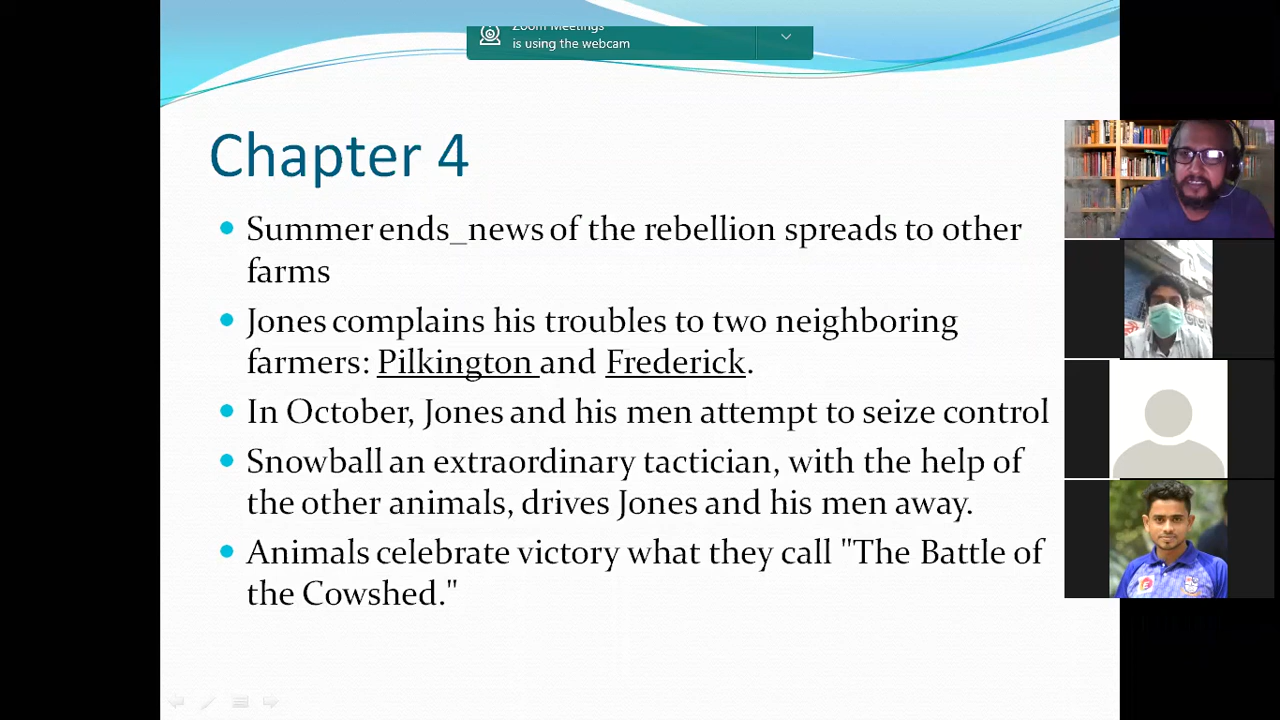 Zoom Meetings
is using the webcam
Chapter 4
Summer ends_news of the rebellion spreads to other
farms
Jones complains his troubles to two neighboring
farmers: Pilkington and Frederick.
In October, Jones and his men attempt to seize control
Snowball an extraordinary tactician, with the help of
the other animals, drives Jones and his men away.
Animals celebrate victory what they call "The Battle of
the Cowshed."